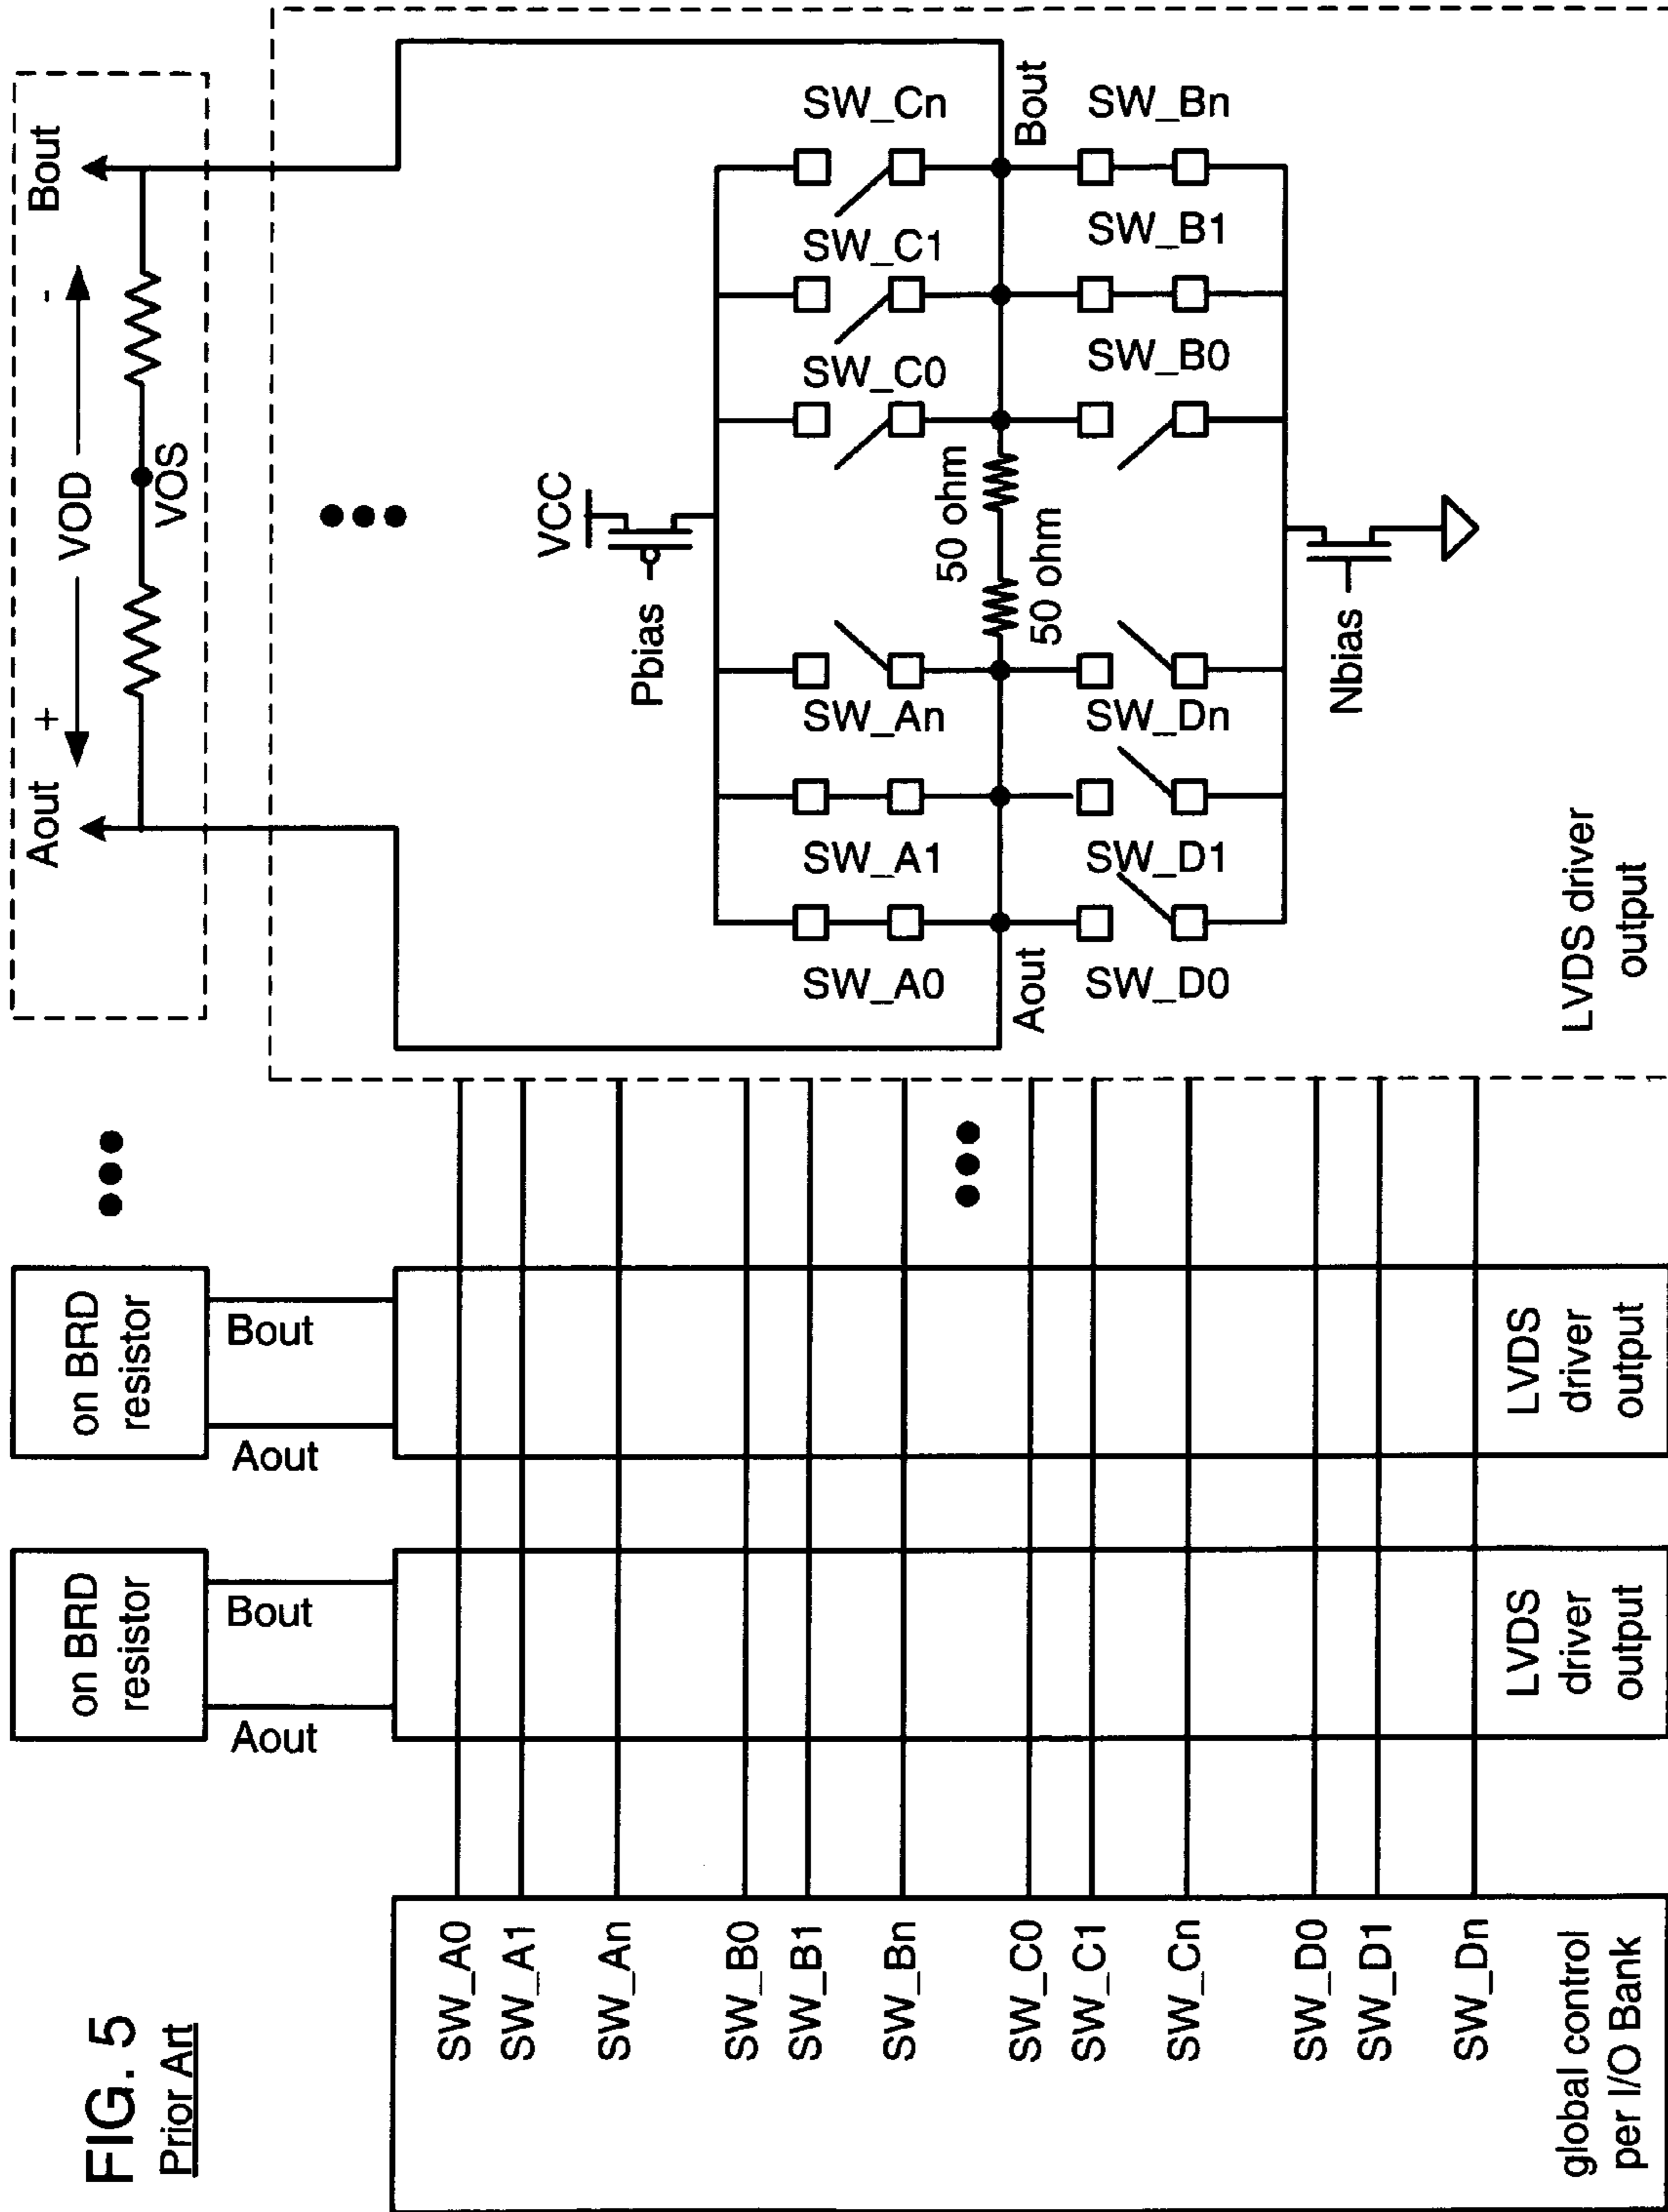 FIG. 5
Prior Art
SW_A0
SW_A1
SW_An
SW_B0
SW_B1
SW_Bn
SW_C0
SW_C1
SW_Cn
SW_D0
SW_D1
SW_Dn
global control
per I/O Bank
on BRD
resistor
Aout
Bout
LVDS
driver
output
on BRD
resistor
Aout
Bout
LVDS
driver
output
Aout
+
VOD
-
Bout
VOS
VCC
Pbias
SW_A0
SW_A1
SW_An
SW_C0
SW_C1
SW_Cn
50 ohm
50 ohm
Aout
Bout
SW_D0
SW_D1
SW_Dn
SW_B0
SW_B1
SW_Bn
Nbias
LVDS driver
output